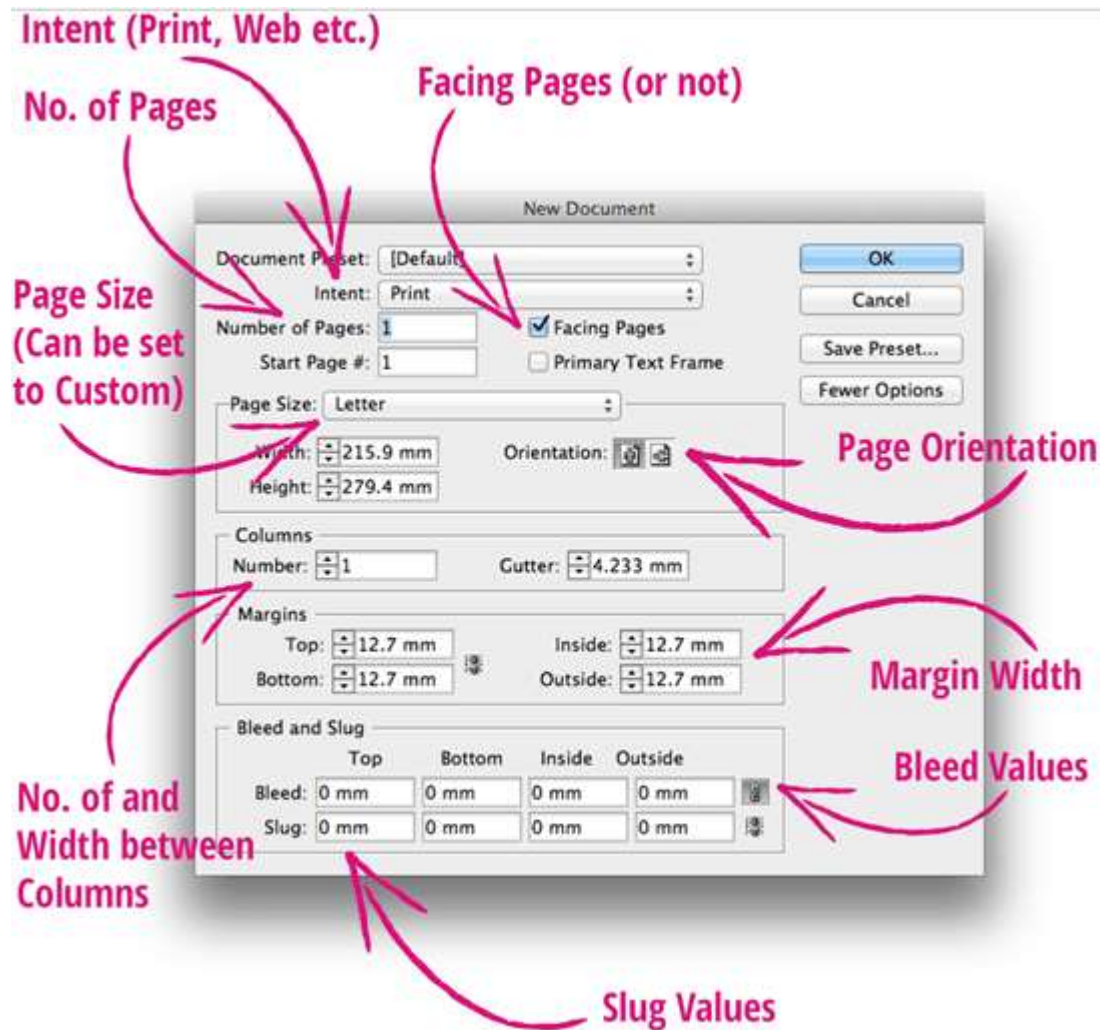 Intent (Print, Web etc.)
Facing Pages (or not)
No. of Pages
New Document
Document Preset: [Default]
OK
Intent: Print
Cancel
Page Size
(Can be set
to Custom)
Number of Pages: 1
Facing Pages
Start Page #: 1
Primary Text Frame
Save Preset...
Fewer Options
Page Size: Letter
Width: 215.9 mm
Orientation:
Height: 279.4 mm
Page Orientation
Columns
Number: 1
Gutter: 4.233 mm
Margins
Top: 12.7 mm
Inside: 12.7 mm
Bottom: 12.7 mm
Outside: 12.7 mm
Margin Width
Bleed and Slug
Top Bottom Inside Outside
Bleed: 0 mm 0 mm 0 mm 0 mm
Slug: 0 mm 0 mm 0 mm 0 mm
Bleed Values
No. of and
Width between
Columns
Slug Values